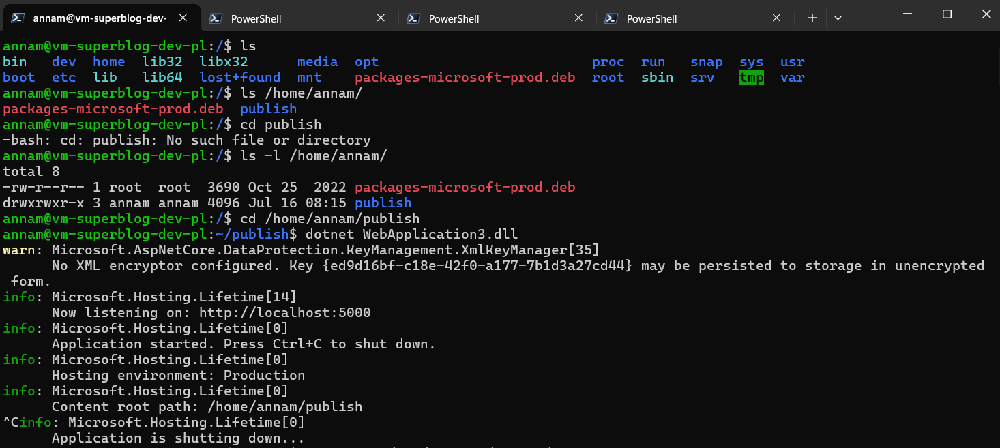 annam@vm-superblog-dev- PowerShell PowerShell PowerShell
annam@vm-superblog-dev-pl:/$ ls
bin dev home lib32 libx32 media opt proc run snap sys usr
boot etc lib lib64 lost+found mnt packages-microsoft-prod.deb root sbin srv tmp var
annam@vm-superblog-dev-pl:/$ ls /home/annam/
packages-microsoft-prod.deb publish
annam@vm-superblog-dev-pl:/$ cd publish
-bash: cd: publish: No such file or directory
annam@vm-superblog-dev-pl:/$ ls -l /home/annam/
total 8
-rw-r--r-- 1 root root 3690 Oct 25 2022 packages-microsoft-prod.deb
drwxrwxr-x 3 annam annam 4096 Jul 16 08:15 publish
annam@vm-superblog-dev-pl:/$ cd /home/annam/publish
annam@vm-superblog-dev-pl:~/publish$ dotnet WebApplication3.dll
warn: Microsoft.AspNetCore.DataProtection.KeyManagement.XmlKeyManager[35]
No XML encryptor configured. Key {ed9d16bf-c18e-42f0-a177-7b1d3a27cd44} may be persisted to storage in unencrypted
form.
info: Microsoft.Hosting.Lifetime[14]
Now listening on: http://localhost:5000
info: Microsoft.Hosting.Lifetime[0]
Application started. Press Ctrl+C to shut down.
info: Microsoft.Hosting.Lifetime[0]
Hosting environment: Production
info: Microsoft.Hosting.Lifetime[0]
Content root path: /home/annam/publish
^Cinfo: Microsoft.Hosting.Lifetime[0]
Application is shutting down...